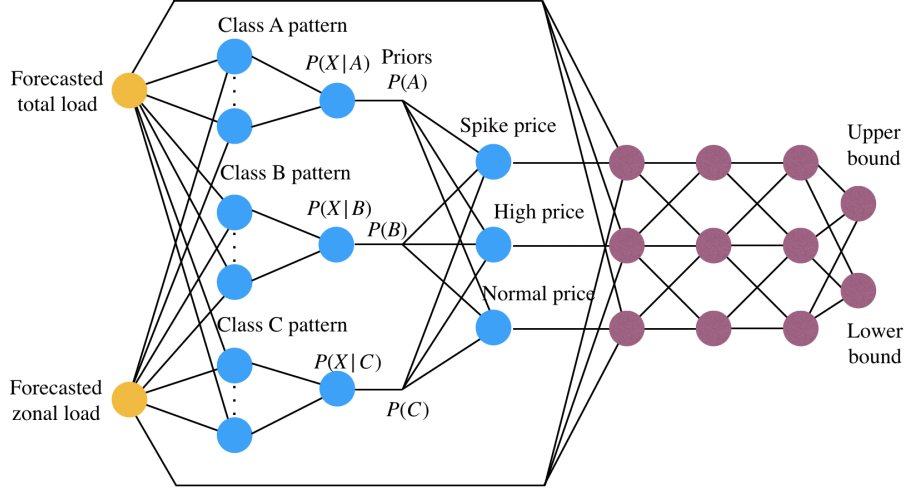 Class A pattern
Forecasted
total load
P(X|A)
Priors
P(A)
Spike price
Upper
bound
Class B pattern
P(X|B)
P(B)
High price
Normal price
Class C pattern
P(X|C)
P(C)
Forecasted
zonal load
Lower
bound